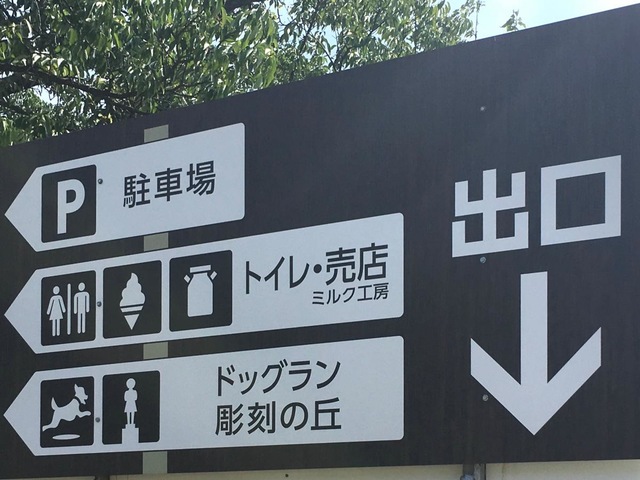 P 駐車場
トイレ・売店
ミルク工房
ドッグラン
彫刻の丘
出口